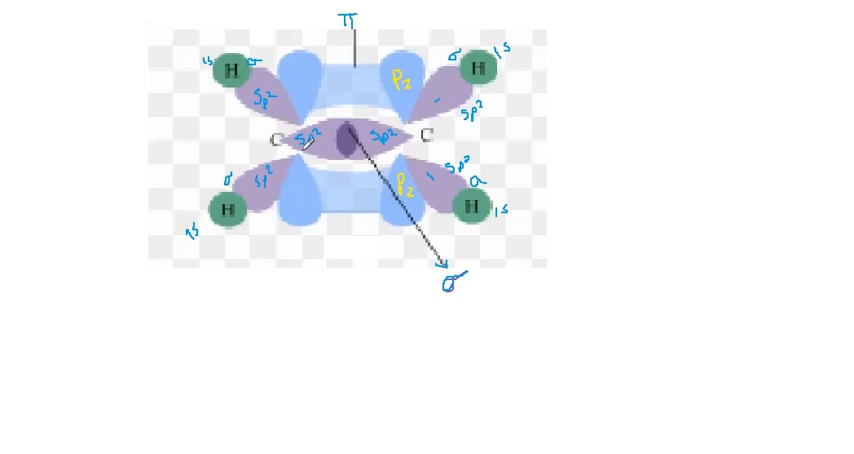 π
1s H σ
σ 1s
H
Sp²
Pz
sp²
C Sp² Sp² C
sp²
σ
H
1s
Pz
Sp²
σ
H 1s
σ